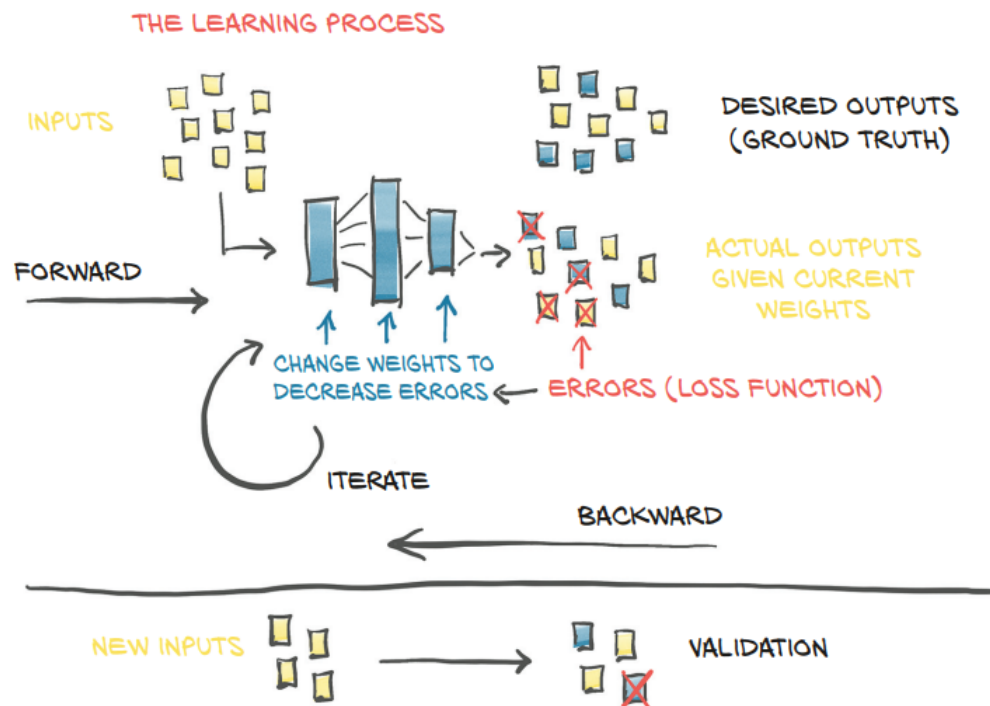 THE LEARNING PROCESS
INPUTS
DESIRED OUTPUTS
(GROUND TRUTH)
FORWARD
ACTUAL OUTPUTS
GIVEN CURRENT
WEIGHTS
CHANGE WEIGHTS TO
DECREASE ERRORS
ERRORS (LOSS FUNCTION)
ITERATE
BACKWARD
NEW INPUTS
VALIDATION